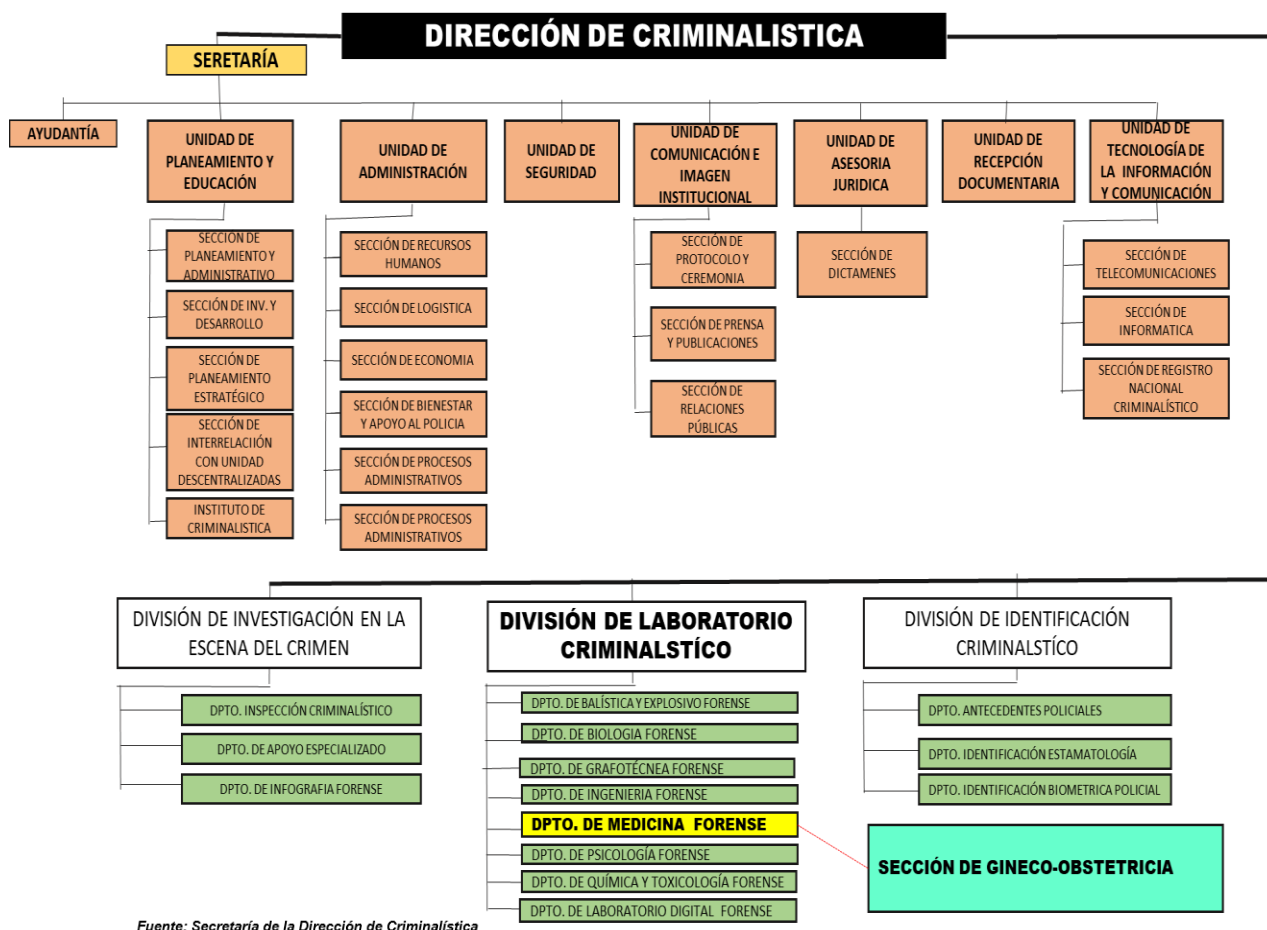 DIRECCIÓN DE CRIMINALISTICA
SERETARÍA
AYUDANTÍA
UNIDAD DE
PLANEAMIENTO Y
EDUCACIÓN
UNIDAD DE
ADMINISTRACIÓN
UNIDAD DE
SEGURIDAD
UNIDAD DE
COMUNICACIÓN E
IMAGEN
INSTITUCIONAL
UNIDAD DE
ASESORIA
JURIDICA
UNIDAD DE
RECEPCIÓN
DOCUMENTARIA
UNIDAD DE
TECNOLOGÍA DE
LA INFORMACIÓN
Y COMUNICACIÓN
SECCIÓN DE
PLANEAMIENTO Y
ADMINISTRATIVO
SECCIÓN DE INV. Y
DESARROLLO
SECCIÓN DE
PLANEAMIENTO
ESTRATÉGICO
SECCIÓN DE
INTERRELACIIÓN
CON UNIDAD
DESCENTRALIZADAS
INSTITUTO DE
CRIMINALISTICA
SECCIÓN DE RECURSOS
HUMANOS
SECCIÓN DE LOGISTICA
SECCIÓN DE ECONOMIA
SECCIÓN DE BIENESTAR
Y APOYO AL POLICIA
SECCIÓN DE PROCESOS
ADMINISTRATIVOS
SECCIÓN DE PROCESOS
ADMINISTRATIVOS
SECCIÓN DE
PROTOCOLO Y
CEREMONIA
SECCIÓN DE PRENSA
Y PUBLICACIONES
SECCIÓN DE
RELACIONES
PÚBLICAS
SECCIÓN DE
DICTAMENES
SECCIÓN DE
TELECOMUNICACIONES
SECCIÓN DE
INFORMATICA
SECCIÓN DE REGISTRO
NACIONAL
CRIMINALÍSTICO
DIVISIÓN DE INVESTIGACIÓN EN LA
ESCENA DEL CRIMEN
DPTO. INSPECCIÓN CRIMINALÍSTICO
DPTO. DE APOYO ESPECIALIZADO
DPTO. DE INFOGRAFIA FORENSE
DIVISIÓN DE LABORATORIO
CRIMINALSTÍCO
DPTO. DE BALÍSTICA Y EXPLOSIVO FORENSE
DPTO. DE BIOLOGIA FORENSE
DPTO. DE GRAFOTÉCNEA FORENSE
DPTO. DE INGENIERIA FORENSE
DPTO. DE MEDICINA FORENSE
DPTO. DE PSICOLOGÍA FORENSE
DPTO. DE QUÍMICA Y TOXICOLOGÍA FORENSE
DPTO. DE LABORATORIO DIGITAL FORENSE
DIVISIÓN DE IDENTIFICACIÓN
CRIMINALSTÍCO
DPTO. ANTECEDENTES POLICIALES
DPTO. IDENTIFICACIÓN ESTAMATOLOGÍA
DPTO. IDENTIFICACIÓN BIOMETRICA POLICIAL
SECCIÓN DE GINECO-OBSTETRICIA
Fuente: Secretaría de la Dirección de Criminalística